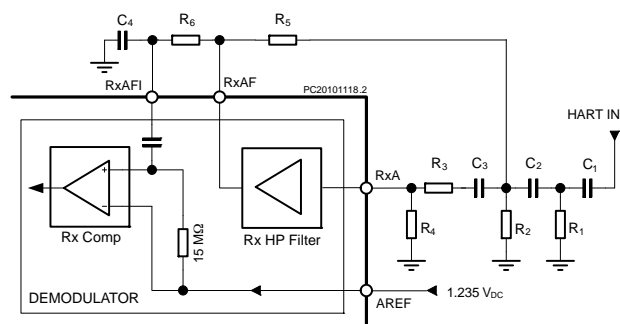 C4
R6
R5
RxAFI
RxAF
PC20101118.2
HART IN
RxA
R3
C3
C2
C1
+
−
Rx Comp
15 MΩ
Rx HP Filter
R4
R2
R1
DEMODULATOR
AREF
1.235 VDC